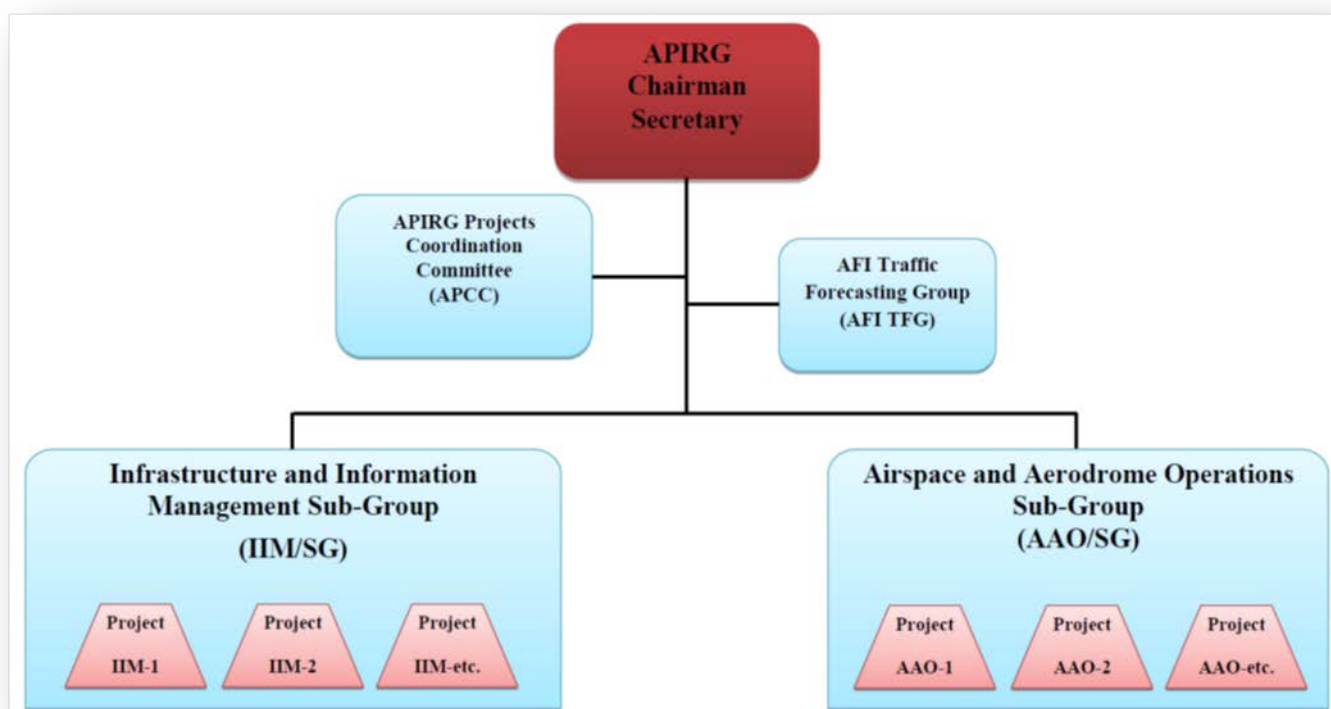 APIRG
Chairman
Secretary
APIRG Projects
Coordination
Committee
(APCC)
AFI Traffic
Forecasting Group
(AFI TFG)
Infrastructure and Information
Management Sub-Group
(IIM/SG)
Project
IIM-1
Project
IIM-2
Project
IIM-etc.
Airspace and Aerodrome Operations
Sub-Group
(AAO/SG)
Project
AAO-1
Project
AAO-2
Project
AAO-etc.